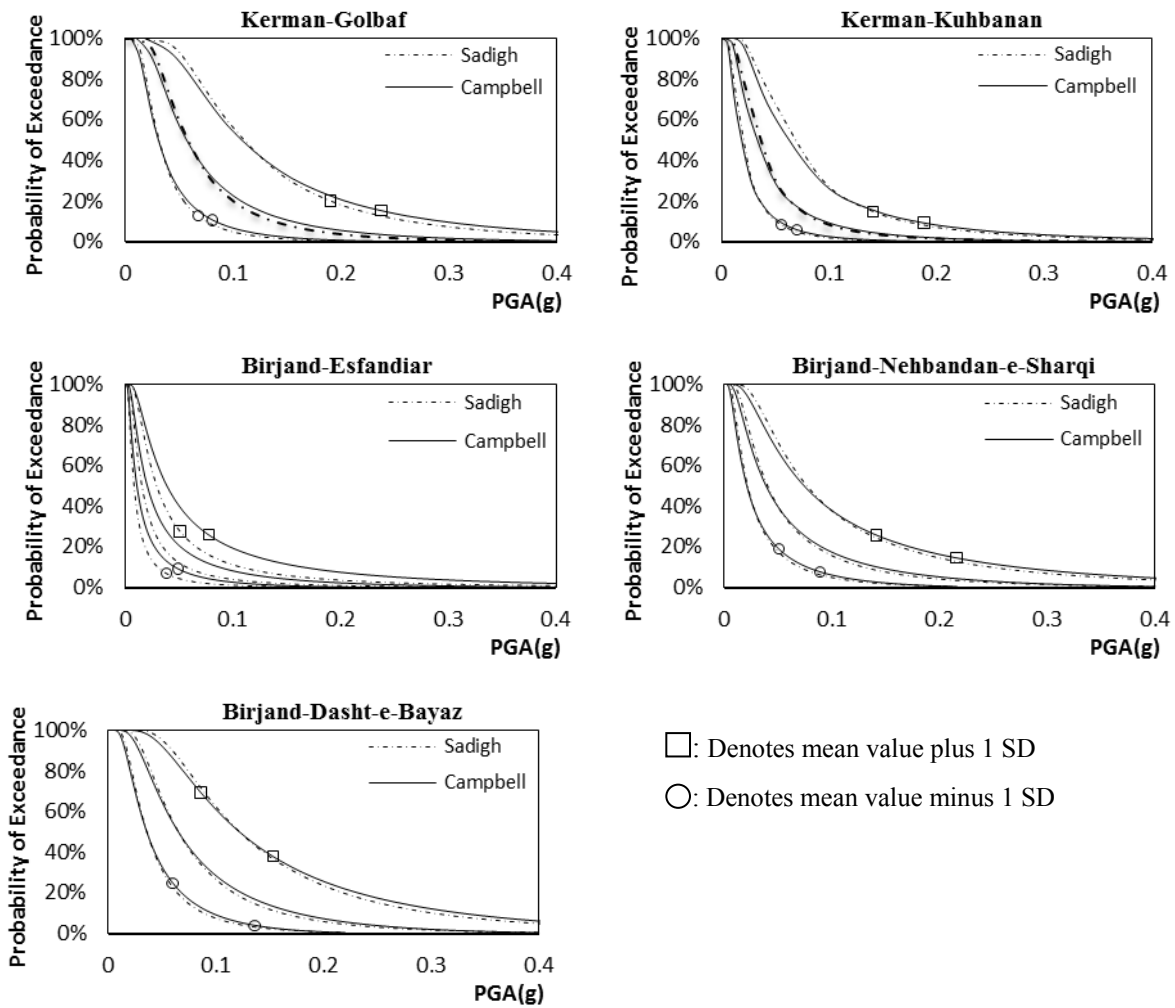 Kerman-Golbaf
Probability of Exceedance
100%
80%
60%
40%
20%
0%
0 0.1 0.2 0.3 0.4
PGA(g)
Sadigh
Campbell
Kerman-Kuhbanan
Probability of Exceedance
100%
80%
60%
40%
20%
0%
0 0.1 0.2 0.3 0.4
PGA(g)
Sadigh
Campbell
Birjand-Esfandiar
Probability of Exceedance
100%
80%
60%
40%
20%
0%
0 0.1 0.2 0.3 0.4
PGA(g)
Sadigh
Campbell
Birjand-Nehbandan-e-Sharqi
Probability of Exceedance
100%
80%
60%
40%
20%
0%
0 0.1 0.2 0.3 0.4
PGA(g)
Sadigh
Campbell
Birjand-Dasht-e-Bayaz
Probability of Exceedance
100%
80%
60%
40%
20%
0%
0 0.1 0.2 0.3 0.4
PGA(g)
Sadigh
Campbell
: Denotes mean value plus 1 SD
: Denotes mean value minus 1 SD